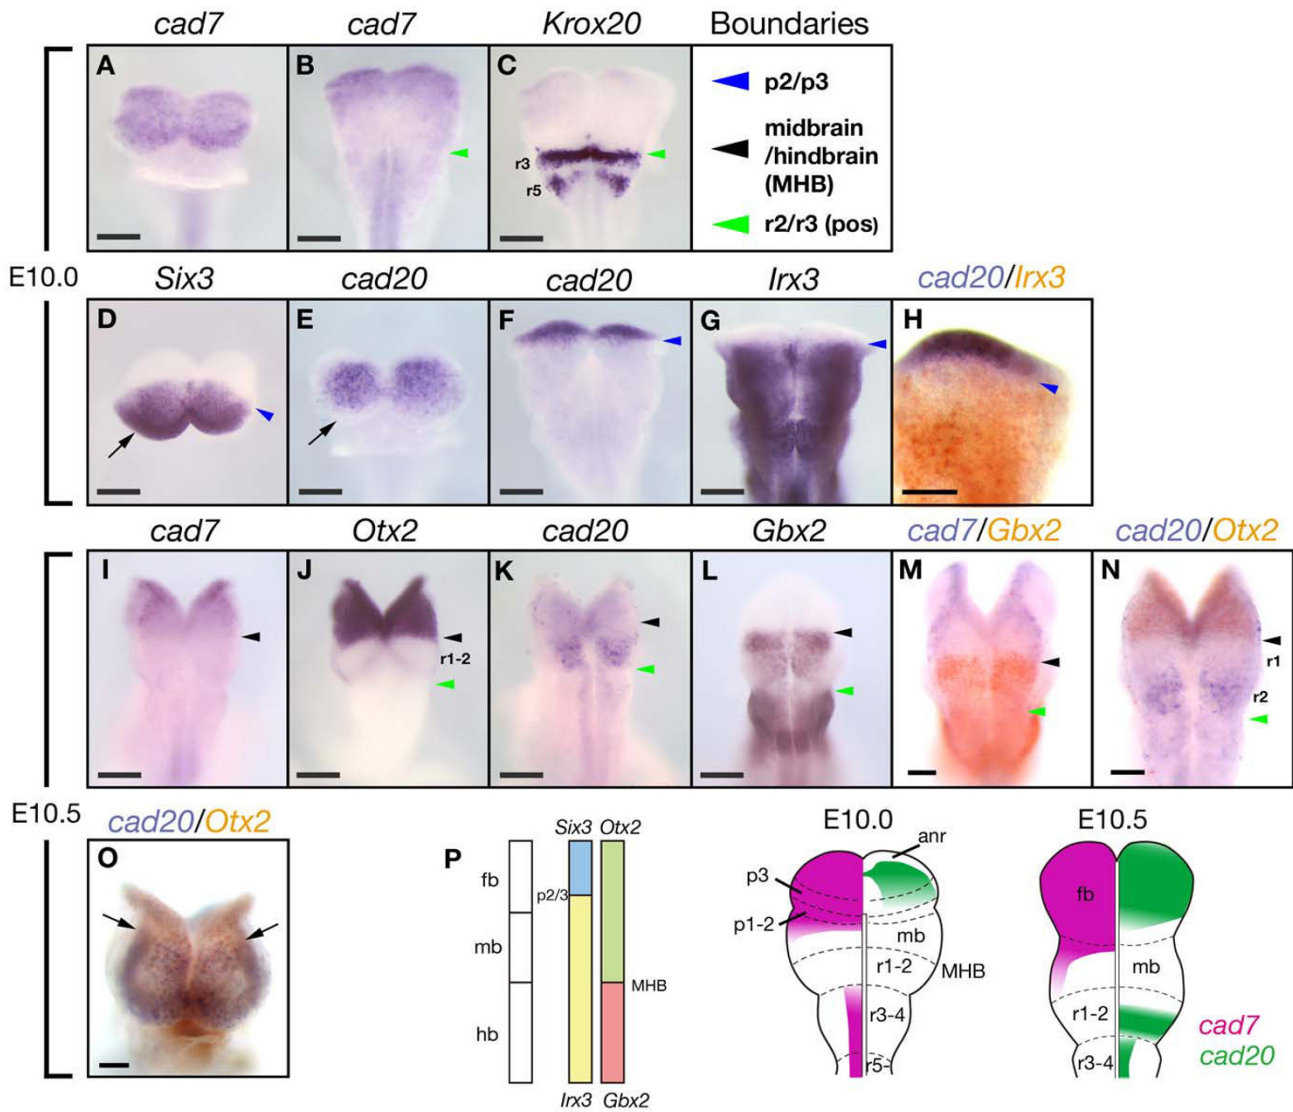 cad7 cad7 Krox20 Boundaries
A B C
p2/p3
midbrain
/hindbrain
(MHB)
r2/r3 (pos)
r3
r5
E10.0
Six3 cad20 cad20 Irx3 cad20/Irx3
D E F G H
cad7 Otx2 cad20 Gbx2 cad7/Gbx2 cad20/Otx2
I J K L M N
r1-2
r1
r2
E10.5
cad20/Otx2
O
P
Six3 Otx2
fb
p2/3
mb
MHB
hb
Irx3 Gbx2
E10.0
anr
p3
p1-2
mb
r1-2
MHB
r3-4
r5-
E10.5
fb
mb
r1-2
r3-4
cad7
cad20